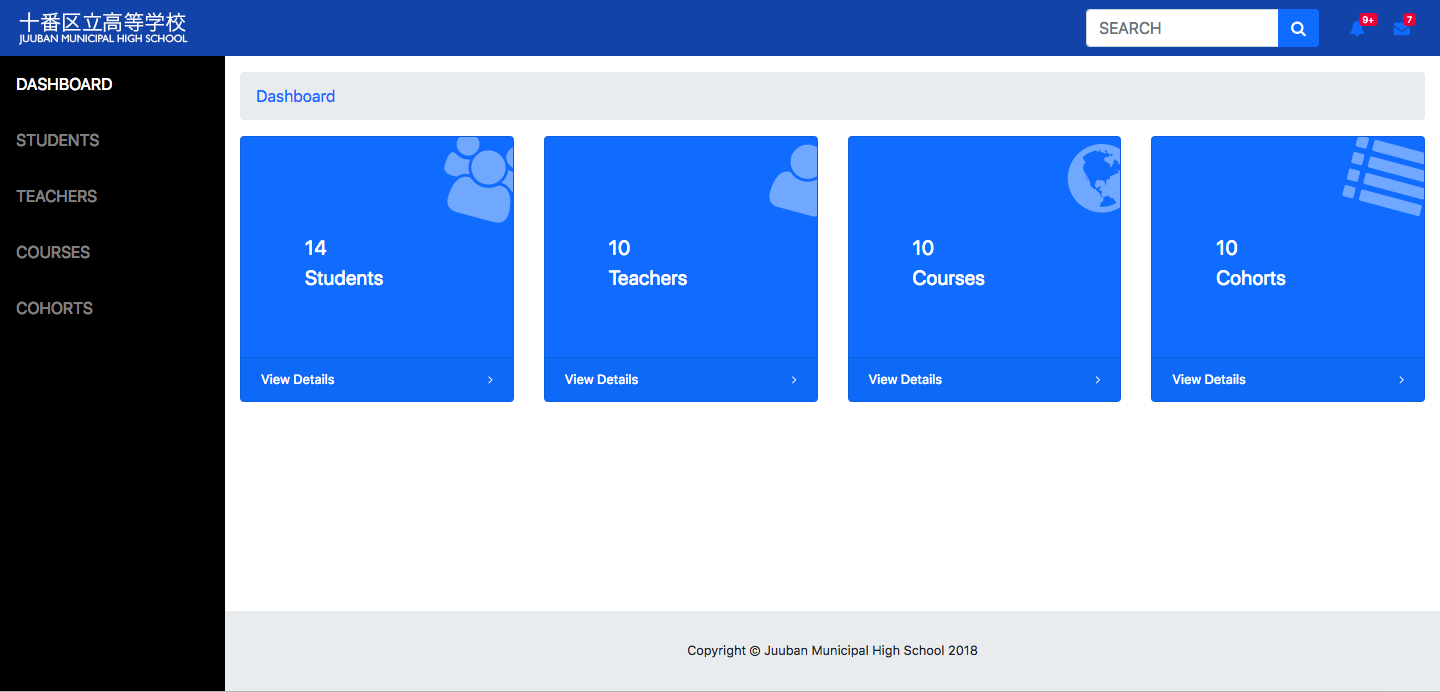 十番区立高等学校
JUUBAN MUNICIPAL HIGH SCHOOL
SEARCH
9+
7
DASHBOARD
STUDENTS
TEACHERS
COURSES
COHORTS
Dashboard
14
Students
View Details
10
Teachers
View Details
10
Courses
View Details
10
Cohorts
View Details
Copyright © Juuban Municipal High School 2018